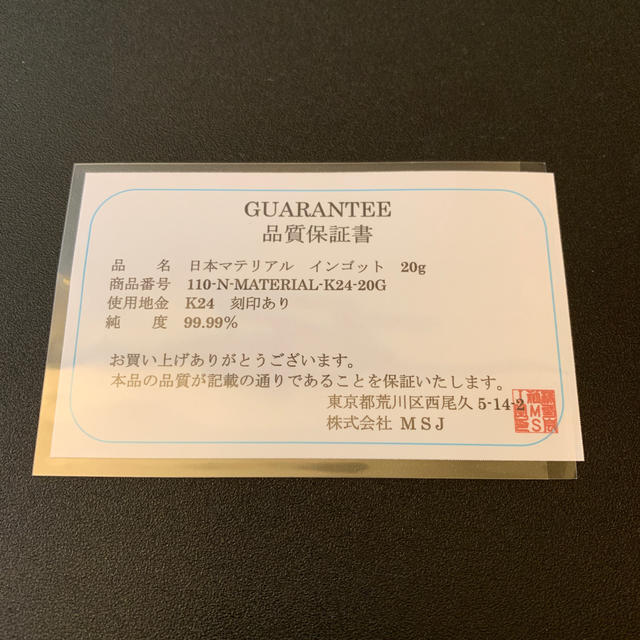 GUARANTEE
品質保証書
品　名　日本マテリアル　インゴット　20g
商品番号　110-N-MATERIAL-K24-20G
使用地金　K24　刻印あり
純　度　99.99%
お買い上げありがとうございます。
本品の品質が記載の通りであることを保証いたします。
東京都荒川区西尾久 5-14-2
株式会社 ＭＳＪ